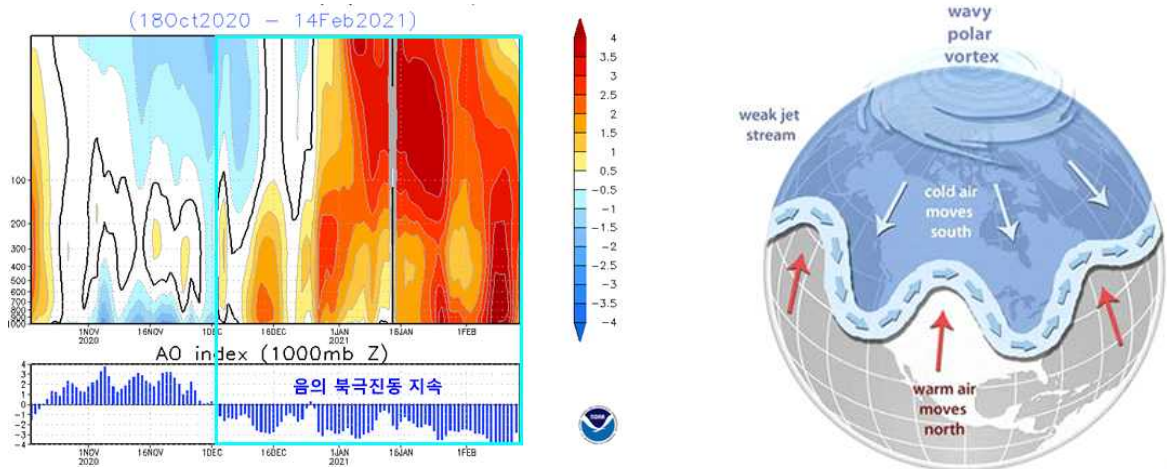 (18Oct2020 – 14Feb2021)
4
3.5
3
2.5
2
1.5
1
0.5
-0.5
-1
-1.5
-2
-2.5
-3
-3.5
-4
100
200
300
400
500
600
700
800
900
1000
1NOV
2020
16NOV
1DEC
16DEC
1JAN
2021
16JAN
1FEB
AO index (1000mb Z)
음의 북극진동 지속
4
3
2
1
0
-1
-2
-3
-4
1NOV
2020
16NOV
1DEC
16DEC
1JAN
2021
16JAN
1FEB
wavy
polar
vortex
weak jet
stream
cold air
moves
south
warm air
moves
north